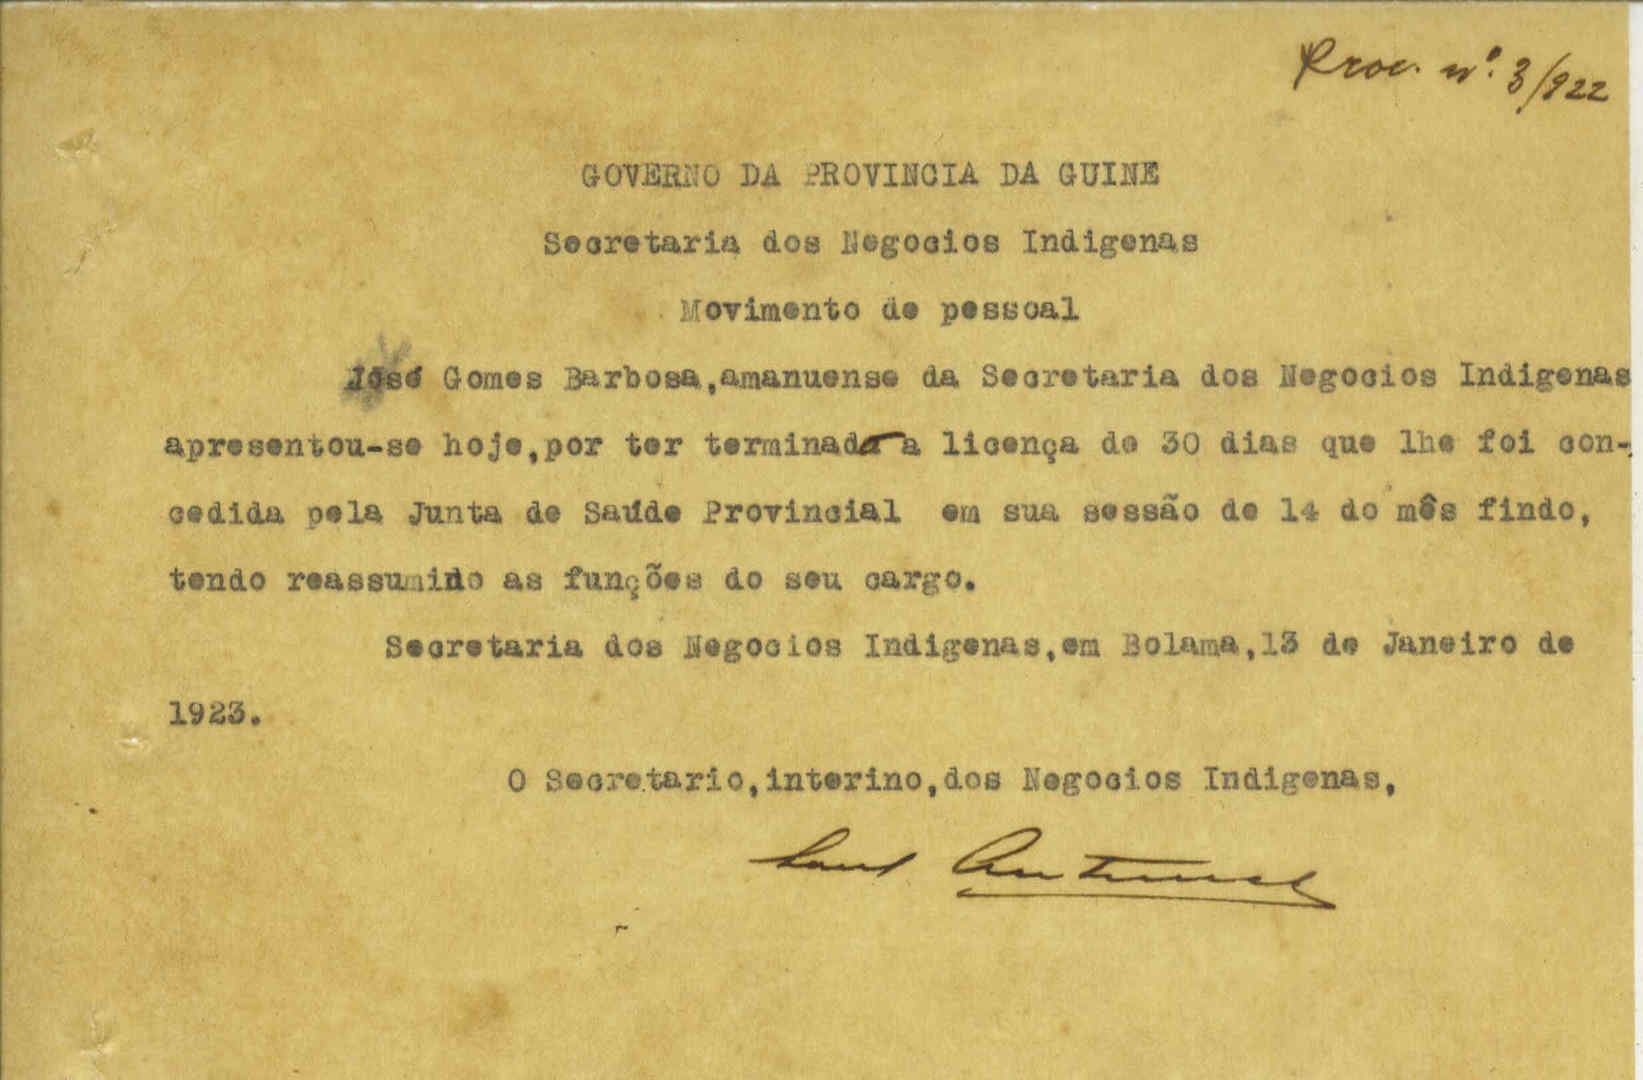 Proc. nº. 3/922
GOVERNO DA PROVINCIA DA GUINE
Secretaria dos Negocios Indigenas
Movimento de pessoal
José Gomes Barbosa,amanuense da Secretaria dos Negocios Indigenas
apresentou-se hoje,por ter terminado a licença de 30 dias que lhe foi con-
cedida pela Junta de Saúde Provincial em sua sessão de 14 do mês findo,
tendo reassumido as funções do seu cargo.
Secretaria dos Negocios Indigenas,em Bolama,13 de Janeiro de
1923.
O Secretario,interino,dos Negocios Indigenas,